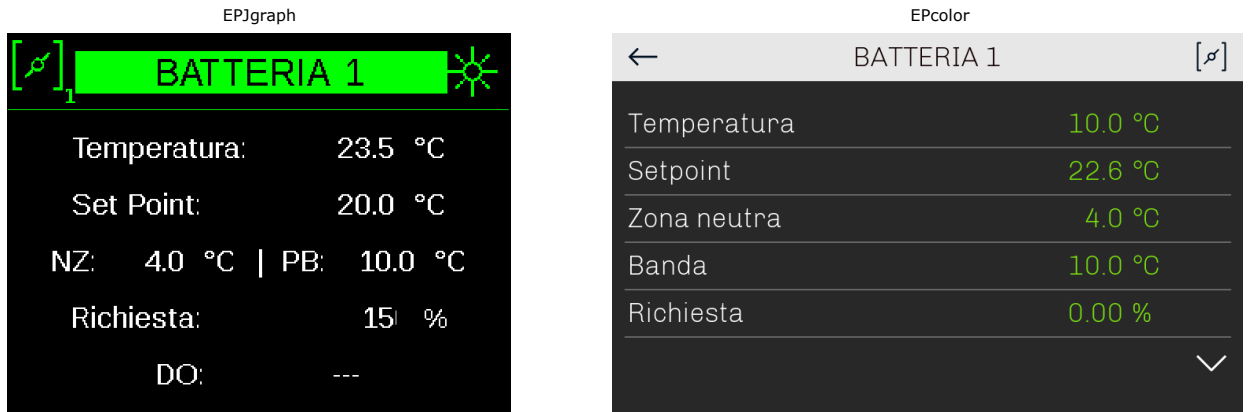 EPJgraph
BATTERIA 1
1
Temperatura: 23.5 °C
Set Point: 20.0 °C
NZ: 4.0 °C | PB: 10.0 °C
Richiesta: 15 %
DO: ---
EPcolor
BATTERIA 1
Temperatura 10.0 °C
Setpoint 22.6 °C
Zona neutra 4.0 °C
Banda 10.0 °C
Richiesta 0.00 %